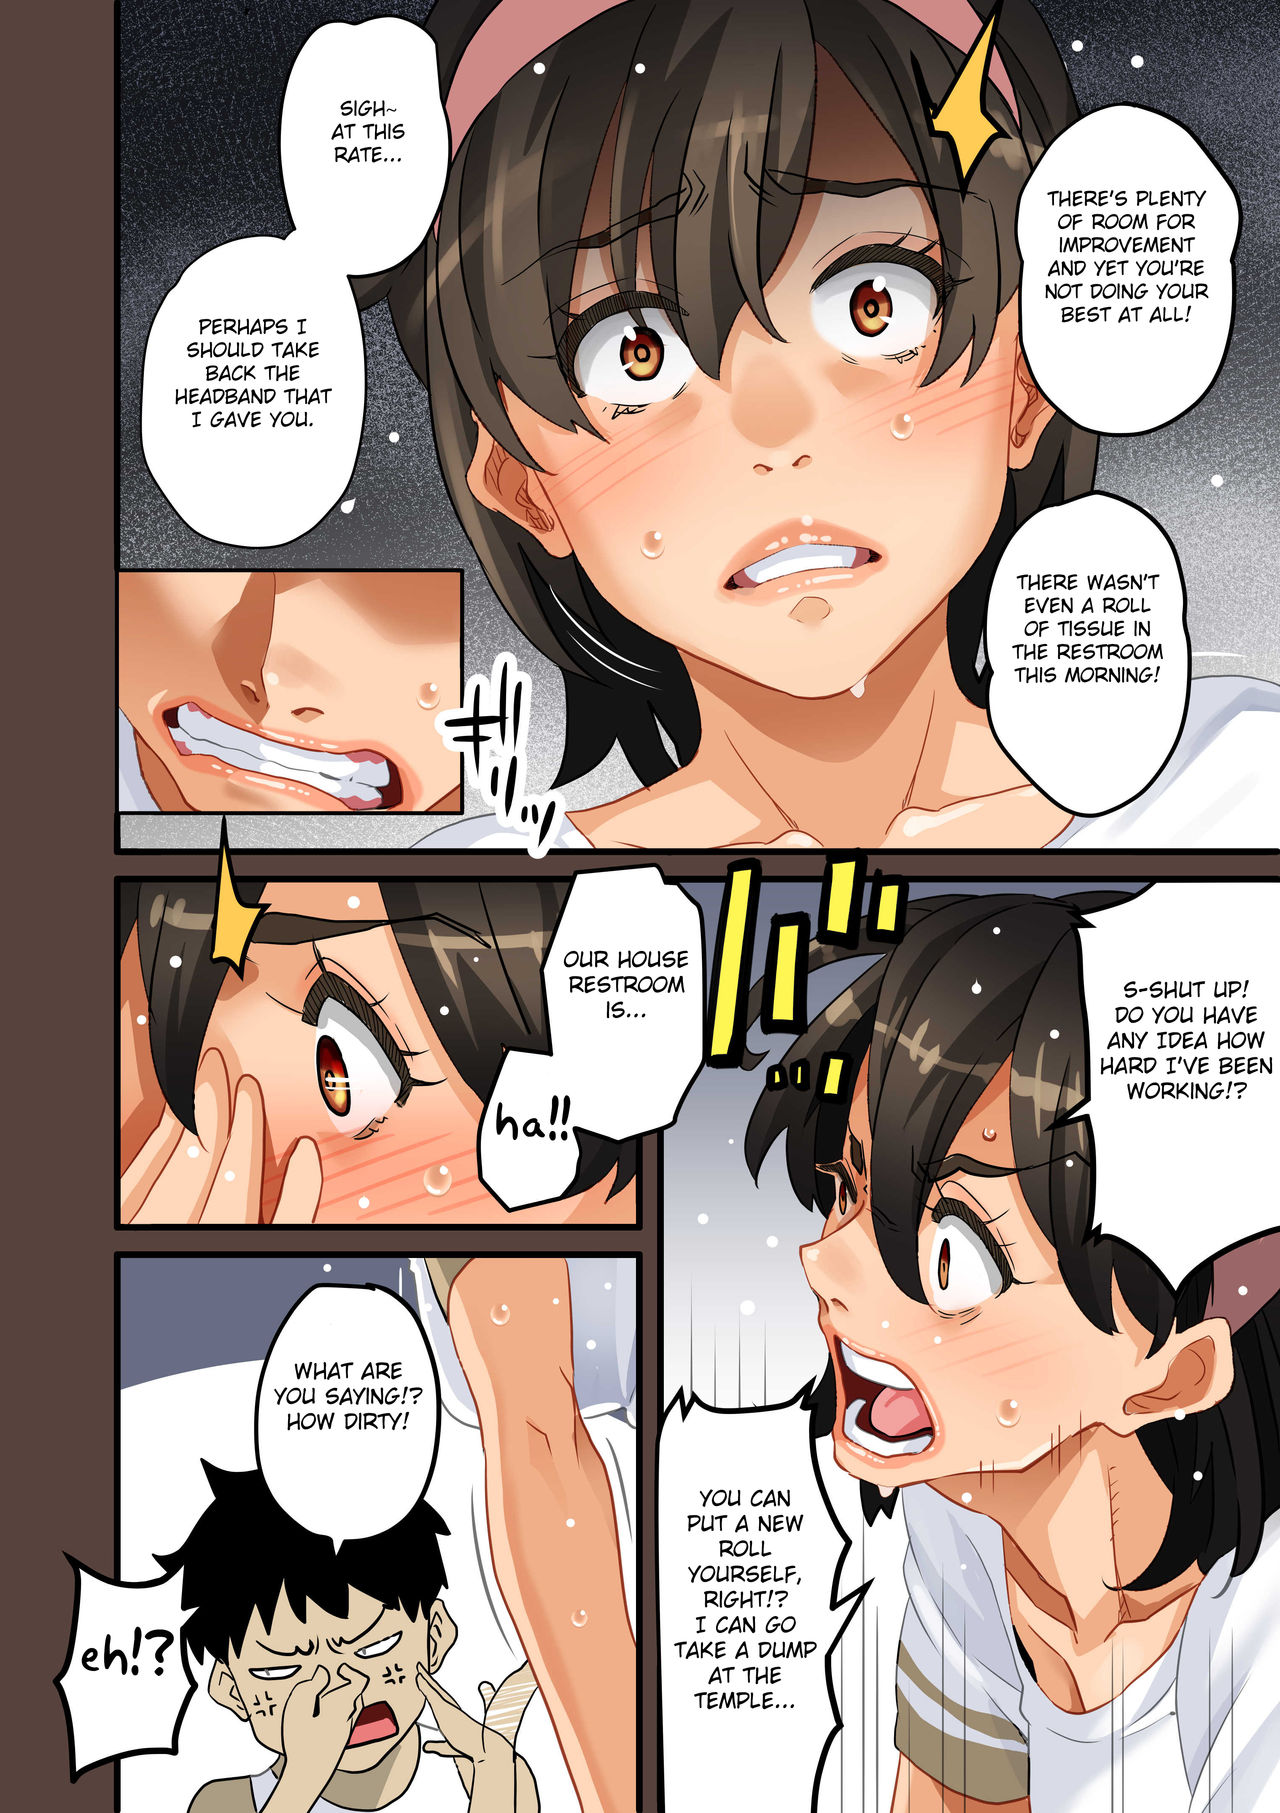 THERE'S PLENTY
OF ROOM FOR
IMPROVEMENT
AND YET YOU'RE
NOT DOING YOUR
BEST AT ALL!
THERE WASN'T
EVEN A ROLL
OF TISSUE IN
THE RESTROOM
THIS MORNING!
SIGH~
AT THIS
RATE...
PERHAPS I
SHOULD TAKE
BACK THE
HEADBAND THAT
I GAVE YOU.
ギリッ
S-SHUT UP!
DO YOU HAVE
ANY IDEA HOW
HARD I'VE BEEN
WORKING!?
YOU CAN
PUT A NEW
ROLL
YOURSELF,
RIGHT!?
I CAN GO
TAKE A DUMP
AT THE
TEMPLE...
OUR HOUSE
RESTROOM
IS...
ha!!
WHAT ARE
YOU SAYING!?
HOW DIRTY!
eh!?